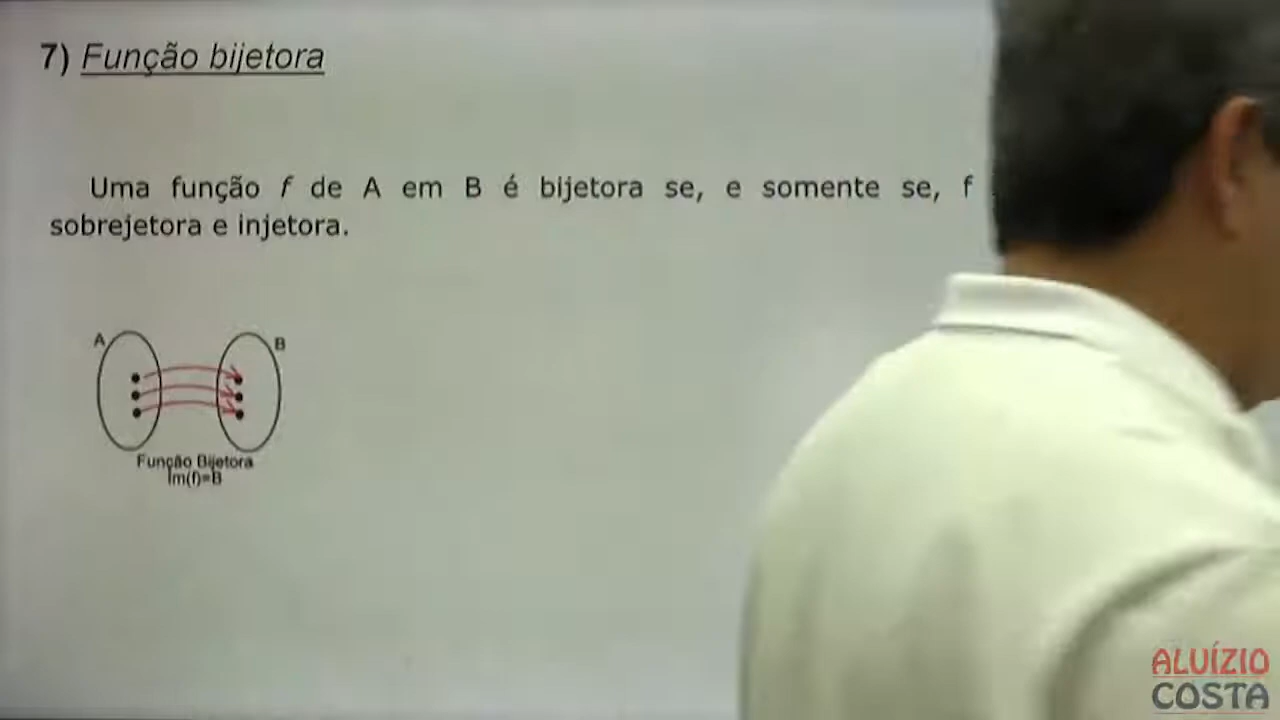 7) Função bijetora
Uma função f de A em B é bijetora se, e somente se, f
sobrejetora e injetora.
A
B
Função Bijetora
Im(f)=B
ALUÍZIO
COSTA